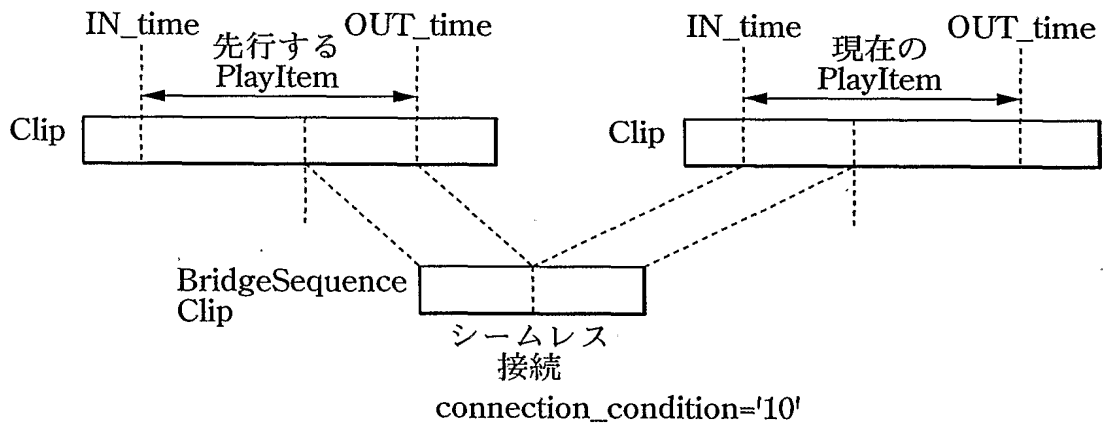 IN_time
OUT_time
先行する
PlayItem
Clip
IN_time
OUT_time
現在の
PlayItem
Clip
BridgeSequence
Clip
シームレス
接続
connection_condition='10'